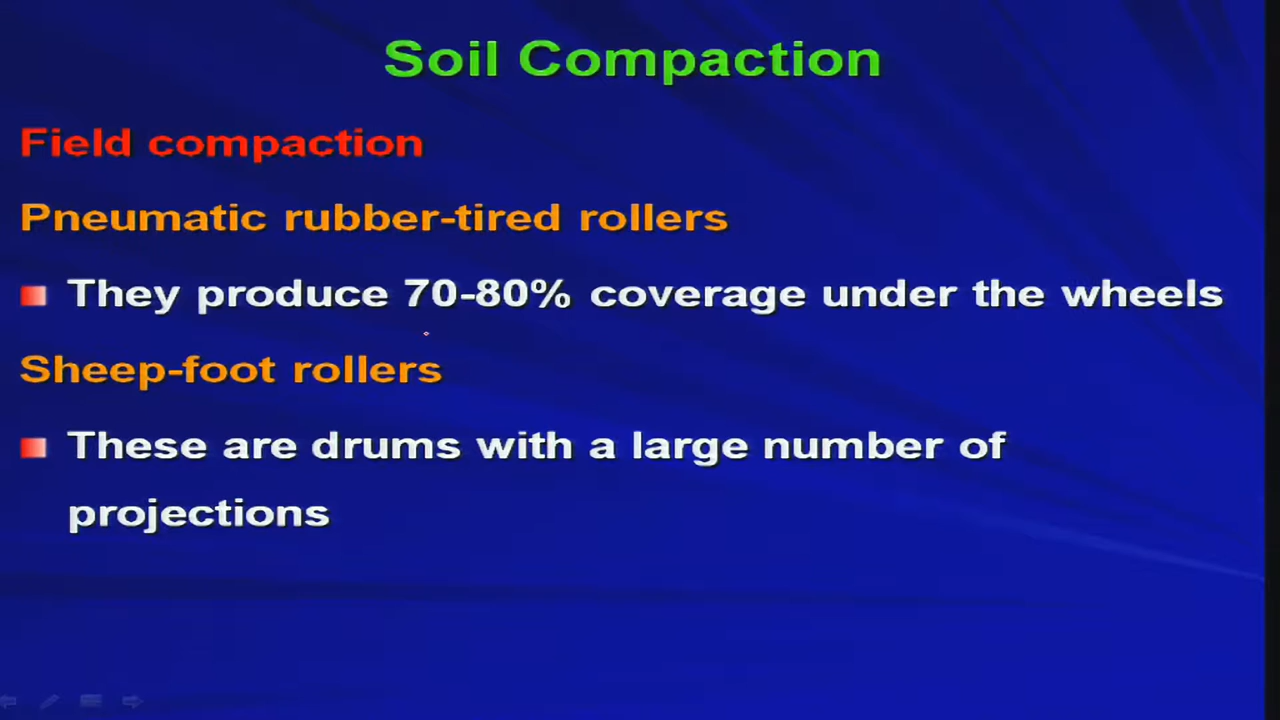 Soil Compaction
Field compaction
Pneumatic rubber-tired rollers
They produce 70-80% coverage under the wheels
Sheep-foot rollers
These are drums with a large number of
projections